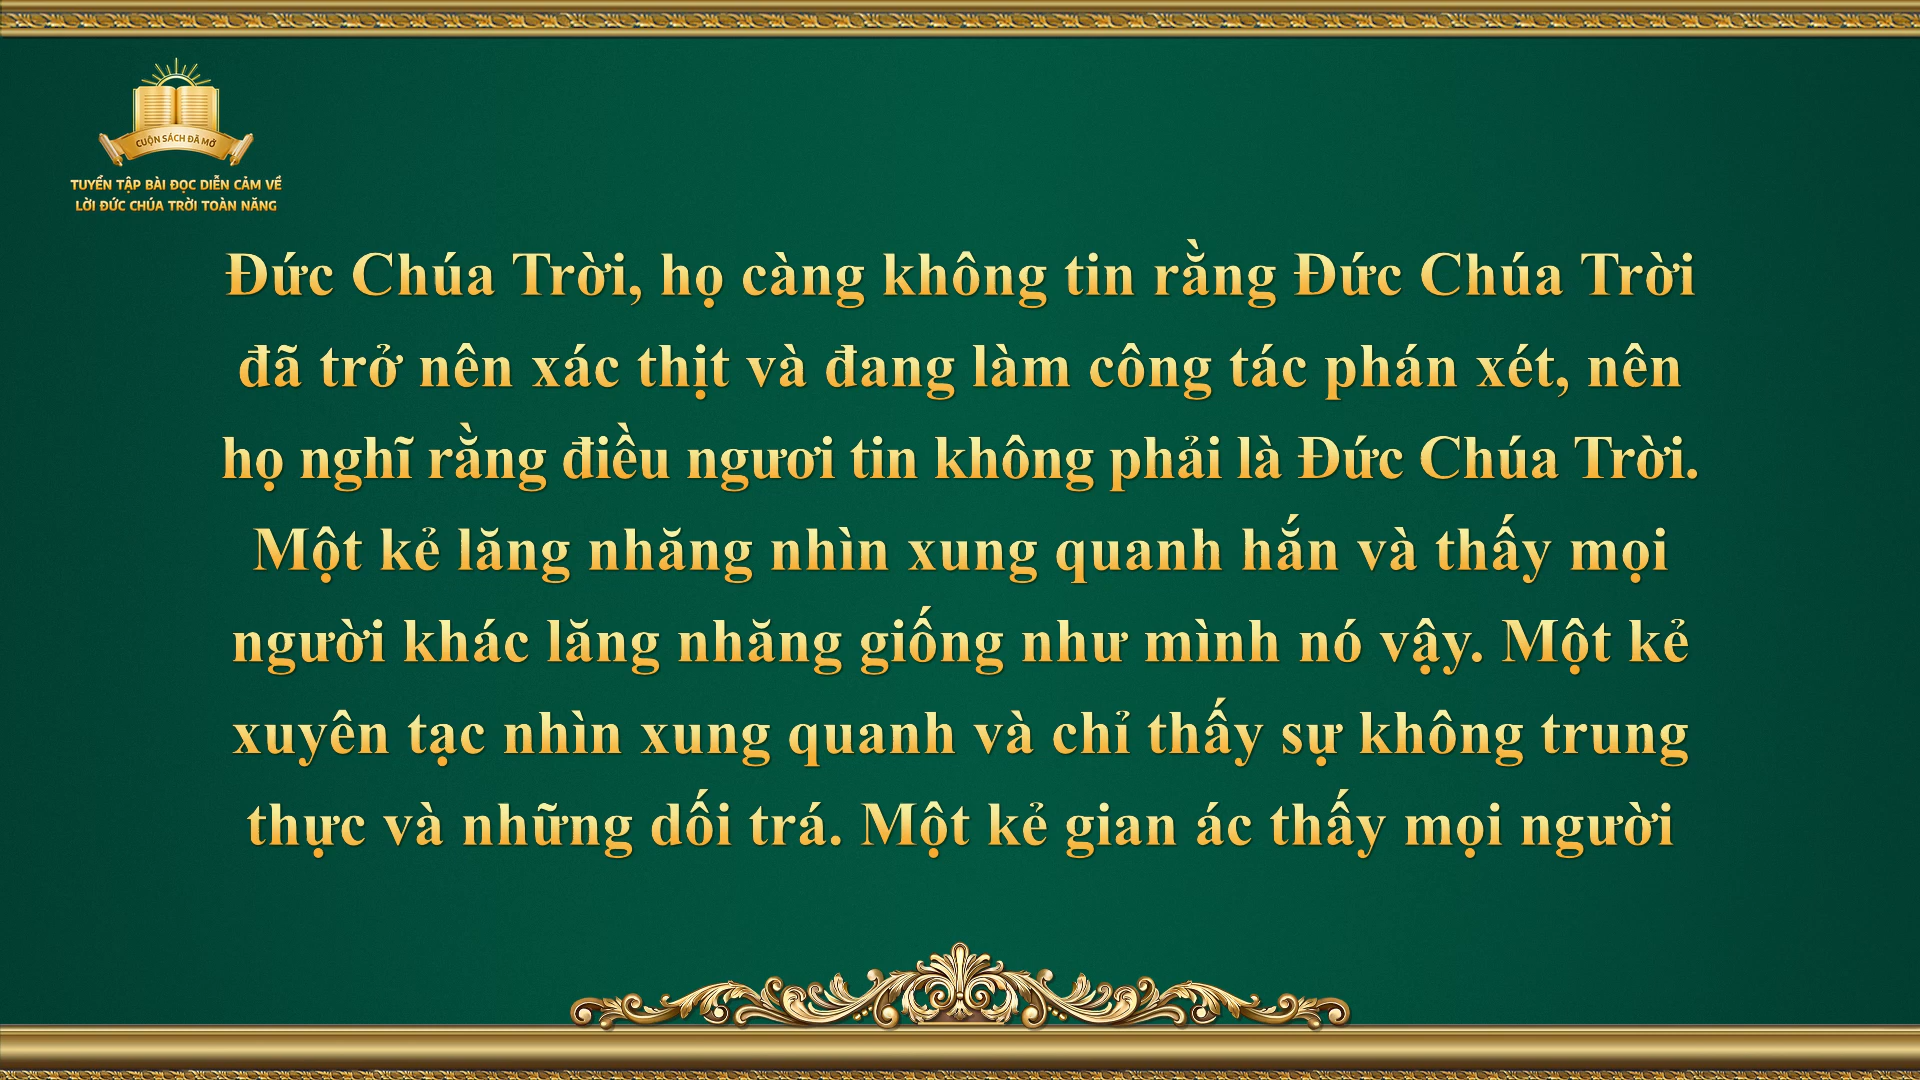 CUỘN SÁCH ĐÃ MỞ
TUYỂN TẬP BÀI ĐỌC DIỄN CẢM VỀ
LỜI ĐỨC CHÚA TRỜI TOÀN NĂNG
Đức Chúa Trời, họ càng không tin rằng Đức Chúa Trời
đã trở nên xác thịt và đang làm công tác phán xét, nên
họ nghĩ rằng điều ngươi tin không phải là Đức Chúa Trời.
Một kẻ lăng nhăng nhìn xung quanh hắn và thấy mọi
người khác lăng nhăng giống như mình nó vậy. Một kẻ
xuyên tạc nhìn xung quanh và chỉ thấy sự không trung
thực và những dối trá. Một kẻ gian ác thấy mọi người